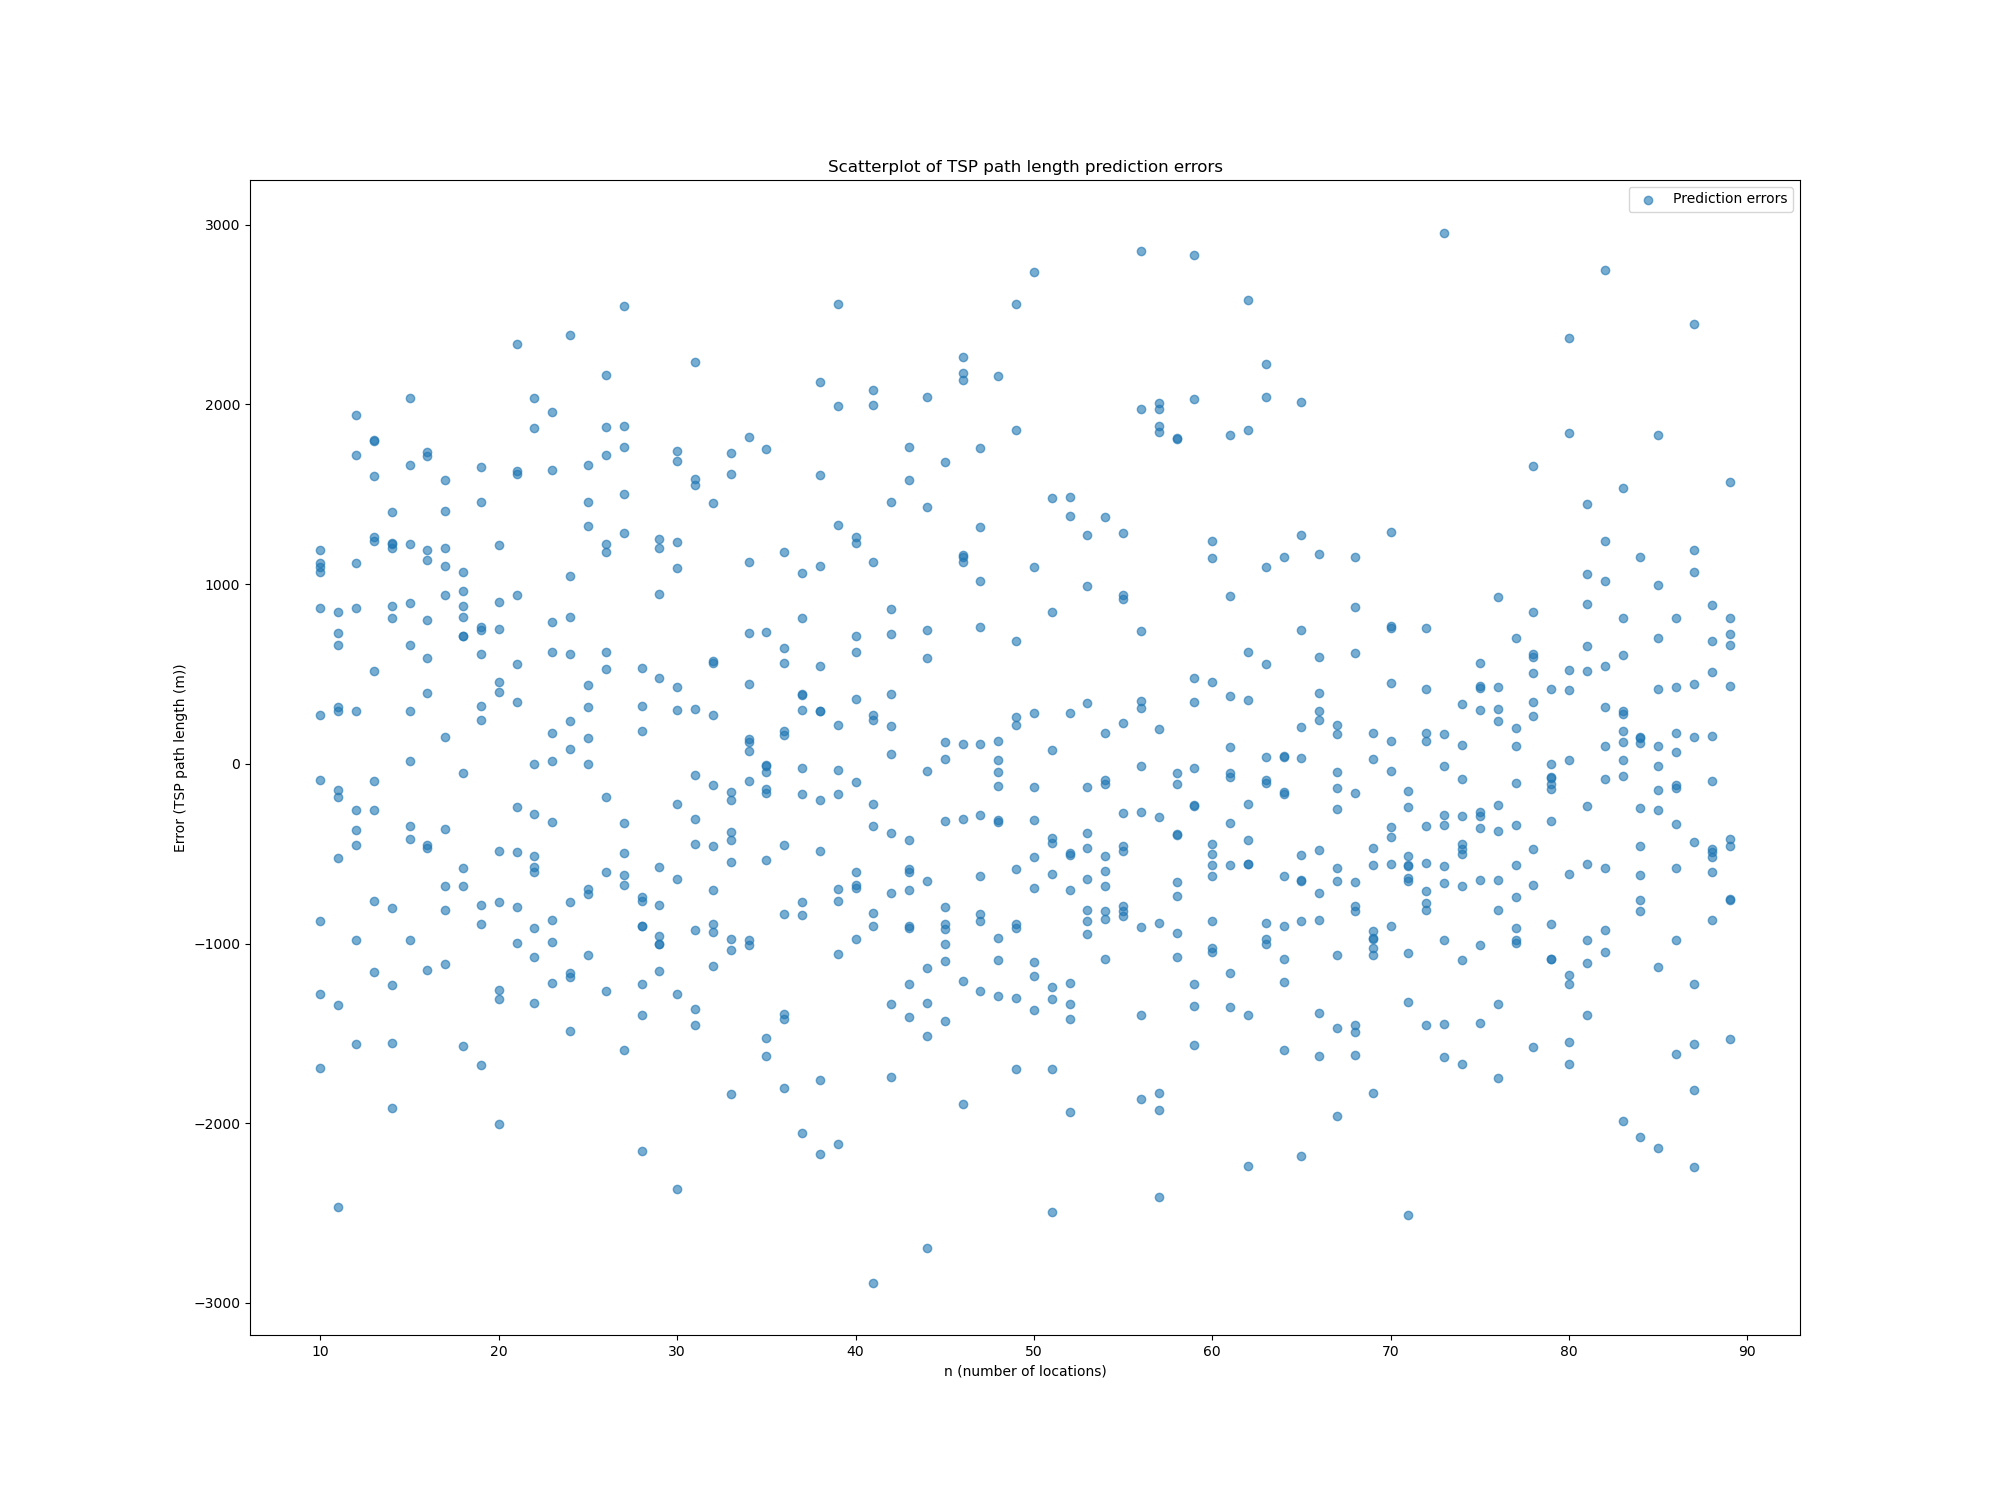 Scatterplot of TSP path length prediction errors
Prediction errors
Error (TSP path length (m))
3000
2000
1000
0
−1000
−2000
−3000
10 20 30 40 50 60 70 80 90
n (number of locations)